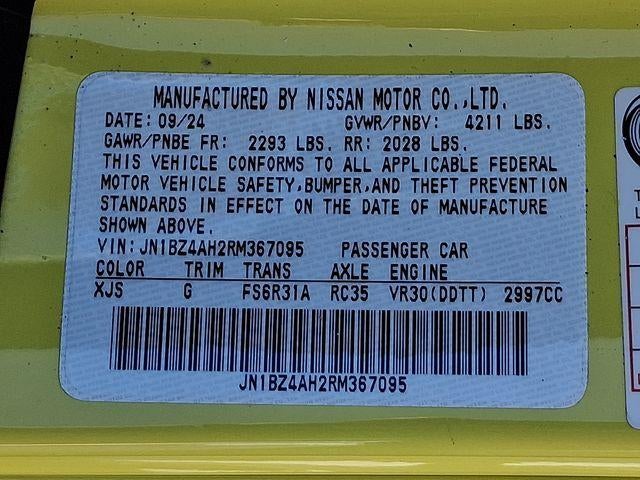 MANUFACTURED BY NISSAN MOTOR CO.,LTD.
DATE: 09/24 GVWR/PNBV: 4211 LBS.
GAWR/PNBE FR: 2293 LBS. RR: 2028 LBS.
THIS VEHICLE CONFORMS TO ALL APPLICABLE FEDERAL
MOTOR VEHICLE SAFETY,BUMPER,AND THEFT PREVENTION
STANDARDS IN EFFECT ON THE DATE OF MANUFACTURE
SHOWN ABOVE.
VIN: JN1BZ4AH2RM367095 PASSENGER CAR
COLOR TRIM TRANS AXLE ENGINE
XJS G FS6R31A RC35 VR30(DDTT) 2997CC
JN1BZ4AH2RM367095